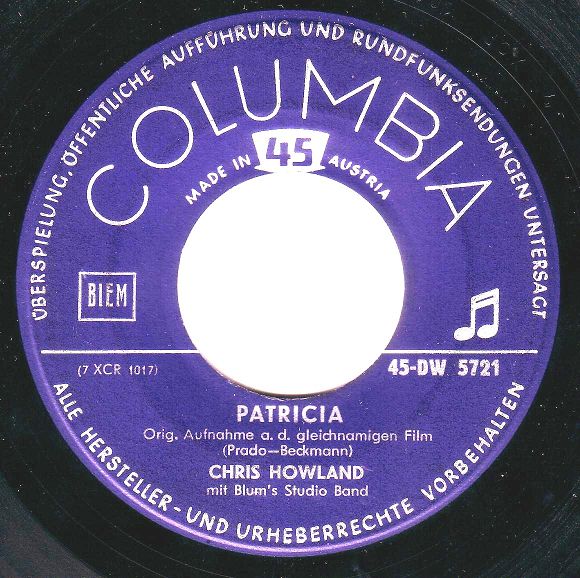 ÜBERSPIELUNG, ÖFFENTLICHE AUFFÜHRUNG UND RUNDFUNKSENDUNGEN UNTERSAGT
COLUMBIA
MADE IN 45 AUSTRIA
BIEM
(7 XCR 1017)
45-DW 5721
PATRICIA
Orig. Aufnahme a. d. gleichnamigen Film
(Prado—Beckmann)
CHRIS HOWLAND
mit Blum's Studio Band
ALLE HERSTELLER- UND URHEBERRECHTE VORBEHALTEN